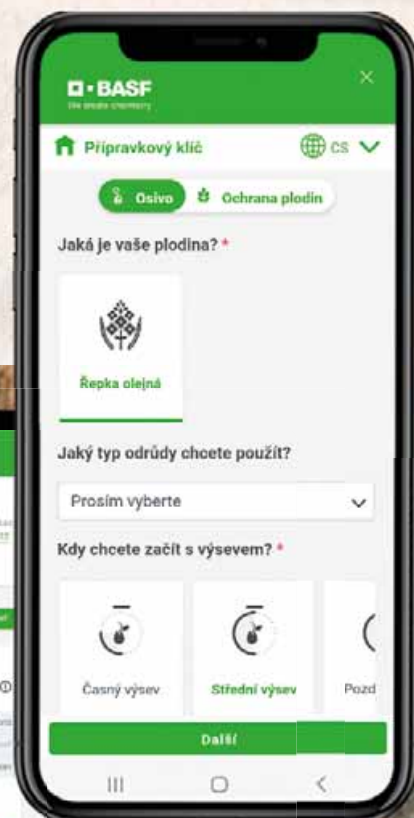 BASF
We create chemistry
Přípravkový klíč
CS
Osivo
Ochrana plodin
Jaká je vaše plodina? *
Řepka olejná
Jaký typ odrůdy chcete použít?
Prosím vyberte
Kdy chcete začít s výsevem? *
Časný výsev
Střední výsev
Pozd
Další